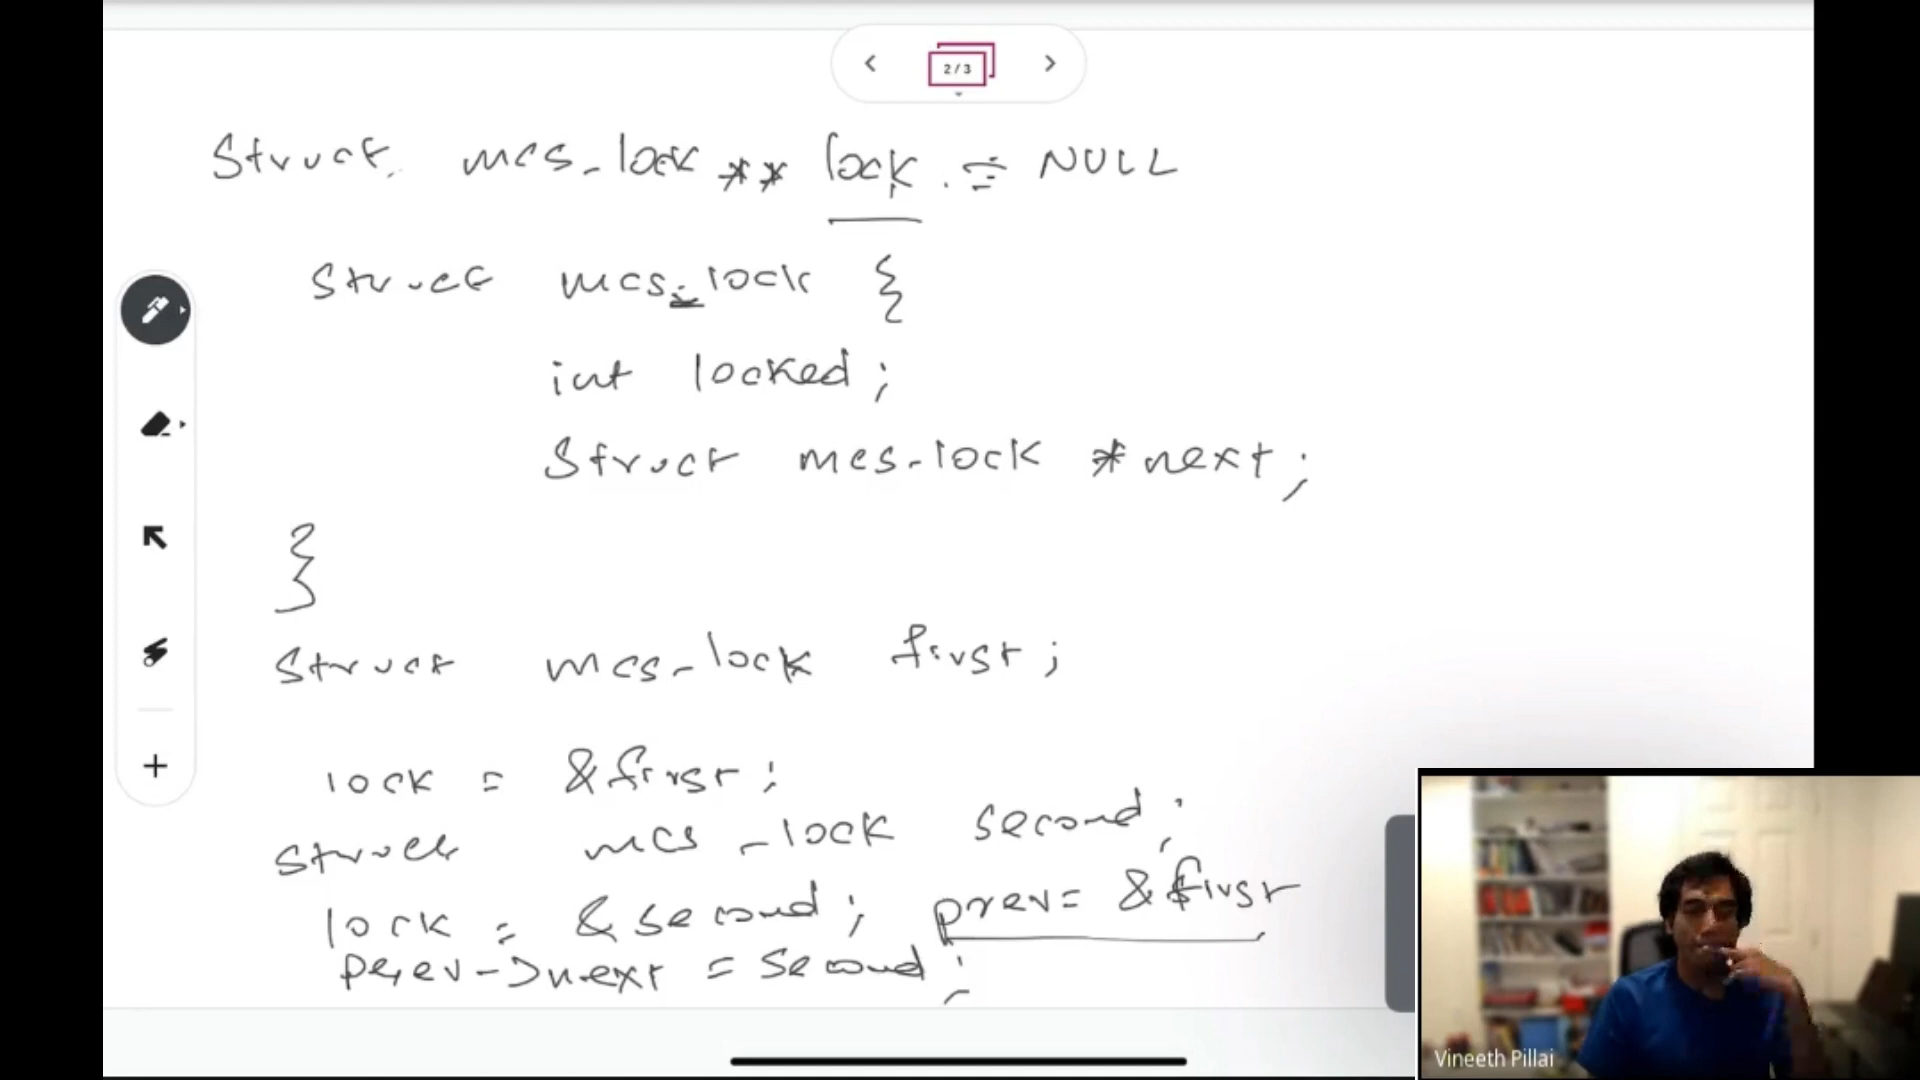 2/3
Struct mcs_lock ** lock = NULL
Struct mcs_lock {
int locked;
Struct mcs_lock *next;
}
Struct mcs_lock first;
lock = &first;
Struct mcs_lock second;
lock = &second; prev= &first
prev->next = second;
Vineeth Pillai